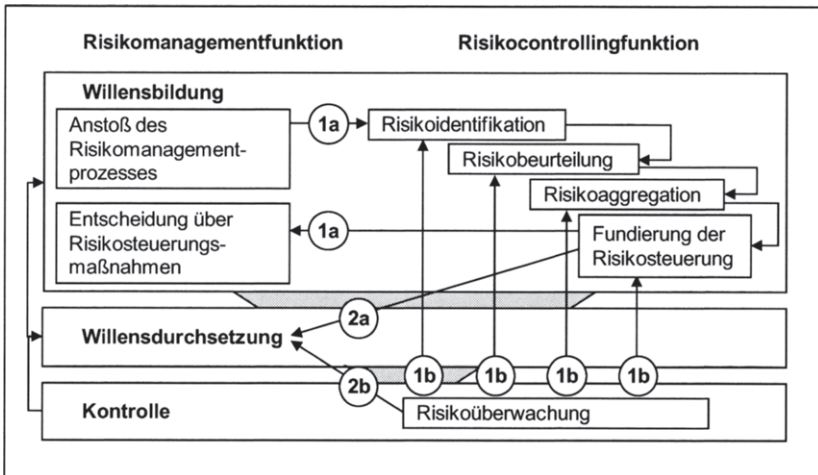 Risikomanagementfunktion Risikocontrollingfunktion
Willensbildung
Anstoß des
Risikomanagement-
prozesses
1a
Risikoidentifikation
Risikobeurteilung
Risikoaggregation
Entscheidung über
Risikosteuerungs-
maßnahmen
1a
Fundierung der
Risikosteuerung
2a
Willensdurchsetzung
2b
1b 1b 1b 1b
Kontrolle
Risikoüberwachung